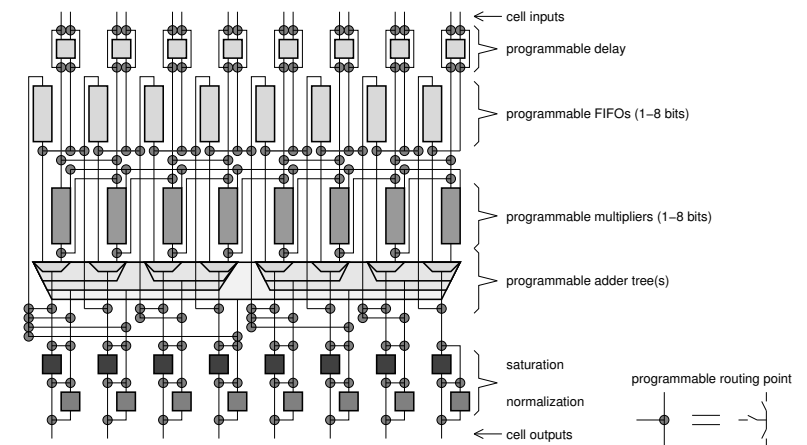 cell inputs
programmable delay
programmable FIFOs (1–8 bits)
programmable multipliers (1–8 bits)
programmable adder tree(s)
saturation
programmable routing point
normalization
cell outputs